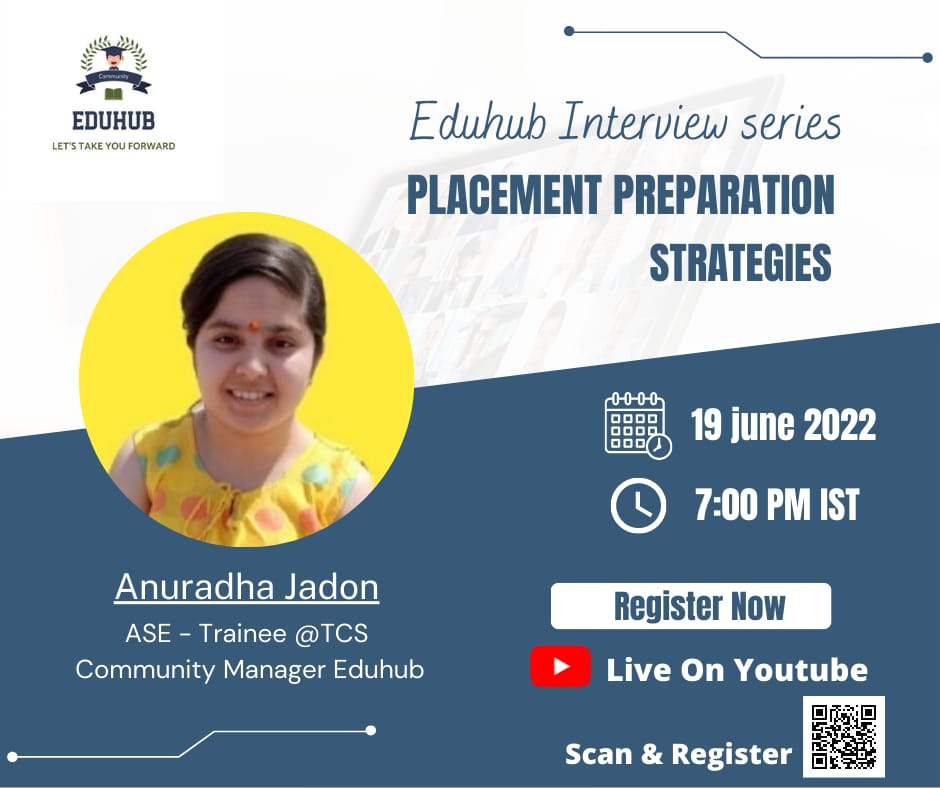 Community
EDUHUB
LET'S TAKE YOU FORWARD
Eduhub Interview series
PLACEMENT PREPARATION
STRATEGIES
19 june 2022
7:00 PM IST
Anuradha Jadon
ASE - Trainee @TCS
Community Manager Eduhub
Register Now
Live On Youtube
Scan & Register